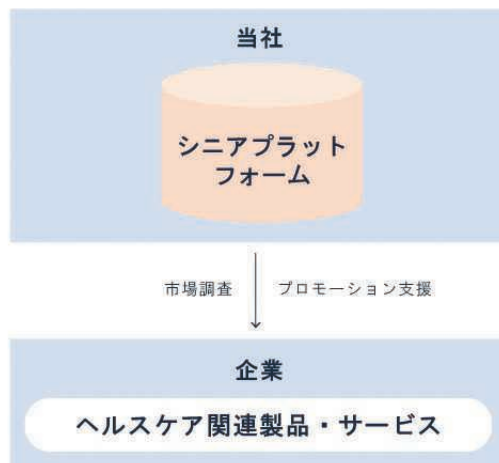 当社
シニアプラット
フォーム
市場調査 プロモーション支援
企業
ヘルスケア関連製品・サービス